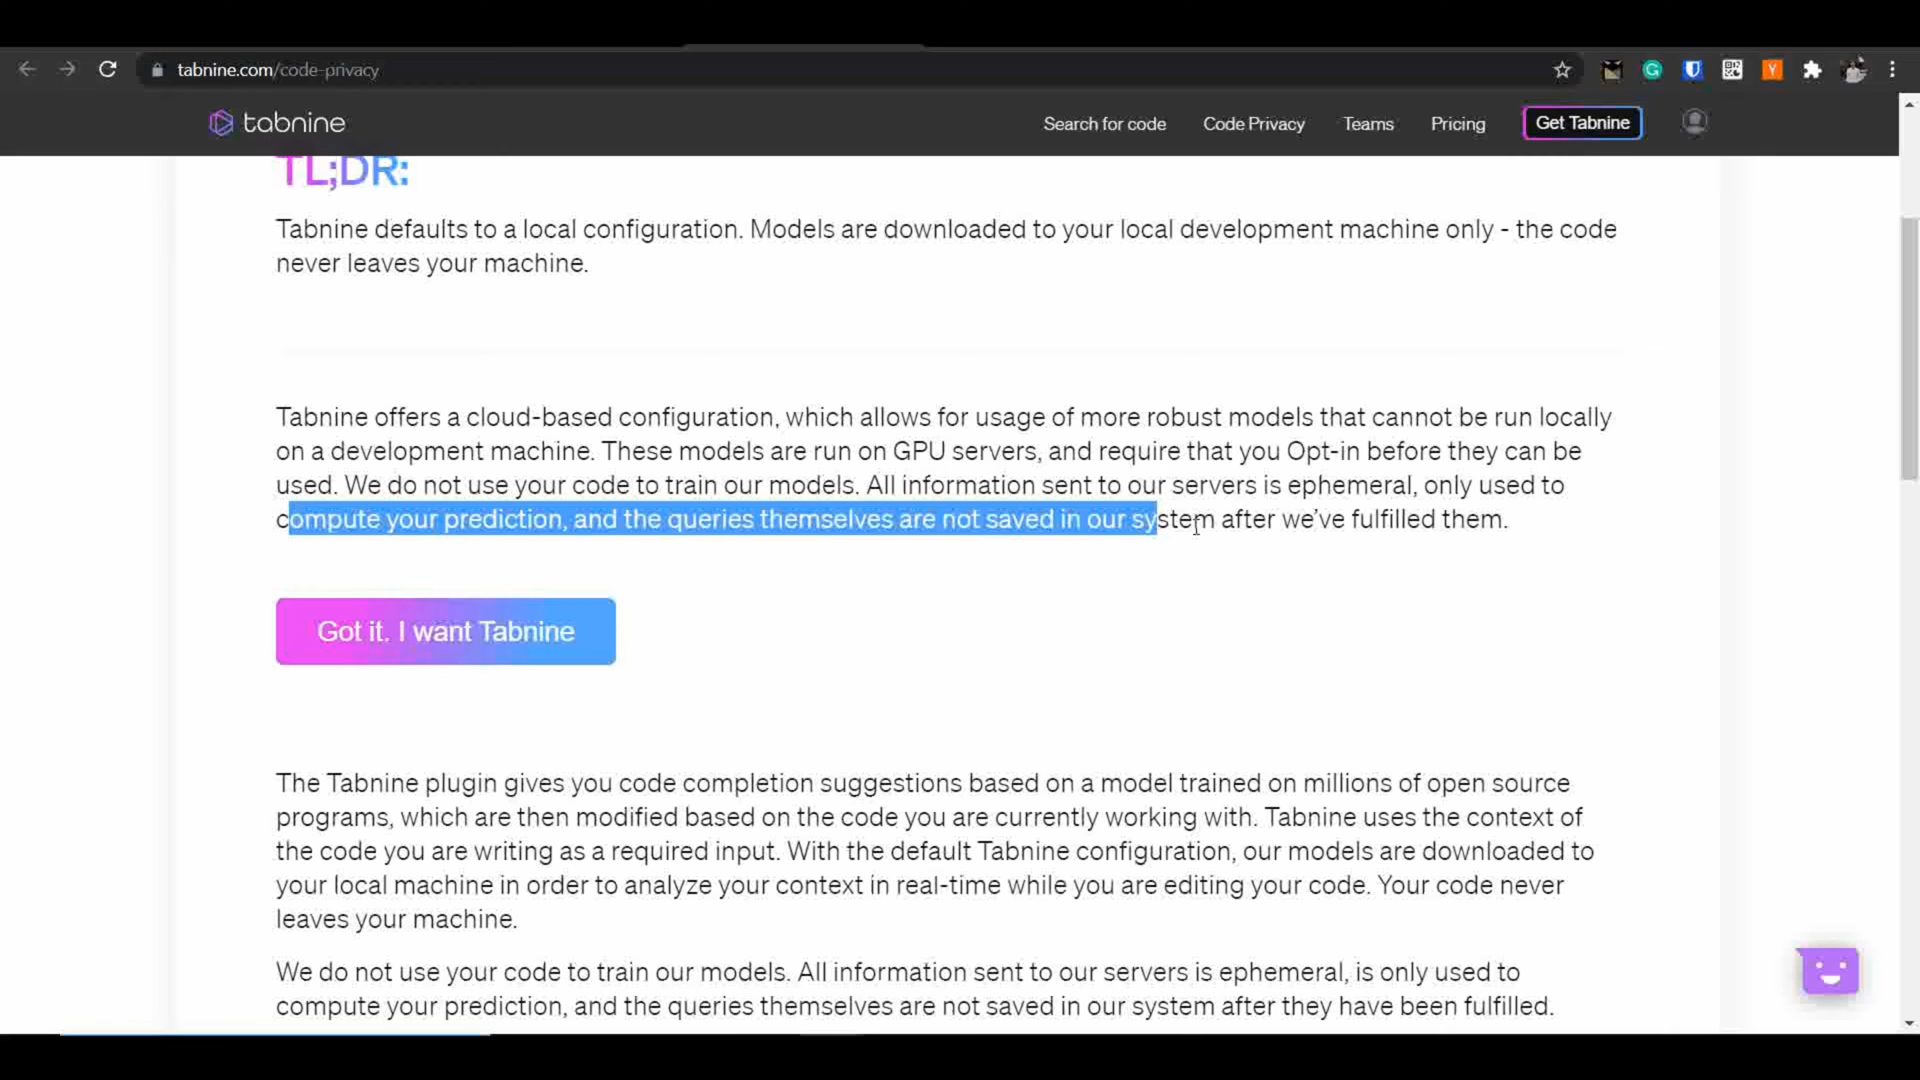 tabnine.com/code-privacy
tabnine
Search for code
Code Privacy
Teams
Pricing
Get Tabnine
TL;DR:
Tabnine defaults to a local configuration. Models are downloaded to your local development machine only - the code
never leaves your machine.
Tabnine offers a cloud-based configuration, which allows for usage of more robust models that cannot be run locally
on a development machine. These models are run on GPU servers, and require that you Opt-in before they can be
used. We do not use your code to train our models. All information sent to our servers is ephemeral, only used to
compute your prediction, and the queries themselves are not saved in our system after we’ve fulfilled them.
Got it. I want Tabnine
The Tabnine plugin gives you code completion suggestions based on a model trained on millions of open source
programs, which are then modified based on the code you are currently working with. Tabnine uses the context of
the code you are writing as a required input. With the default Tabnine configuration, our models are downloaded to
your local machine in order to analyze your context in real-time while you are editing your code. Your code never
leaves your machine.
We do not use your code to train our models. All information sent to our servers is ephemeral, is only used to
compute your prediction, and the queries themselves are not saved in our system after they have been fulfilled.